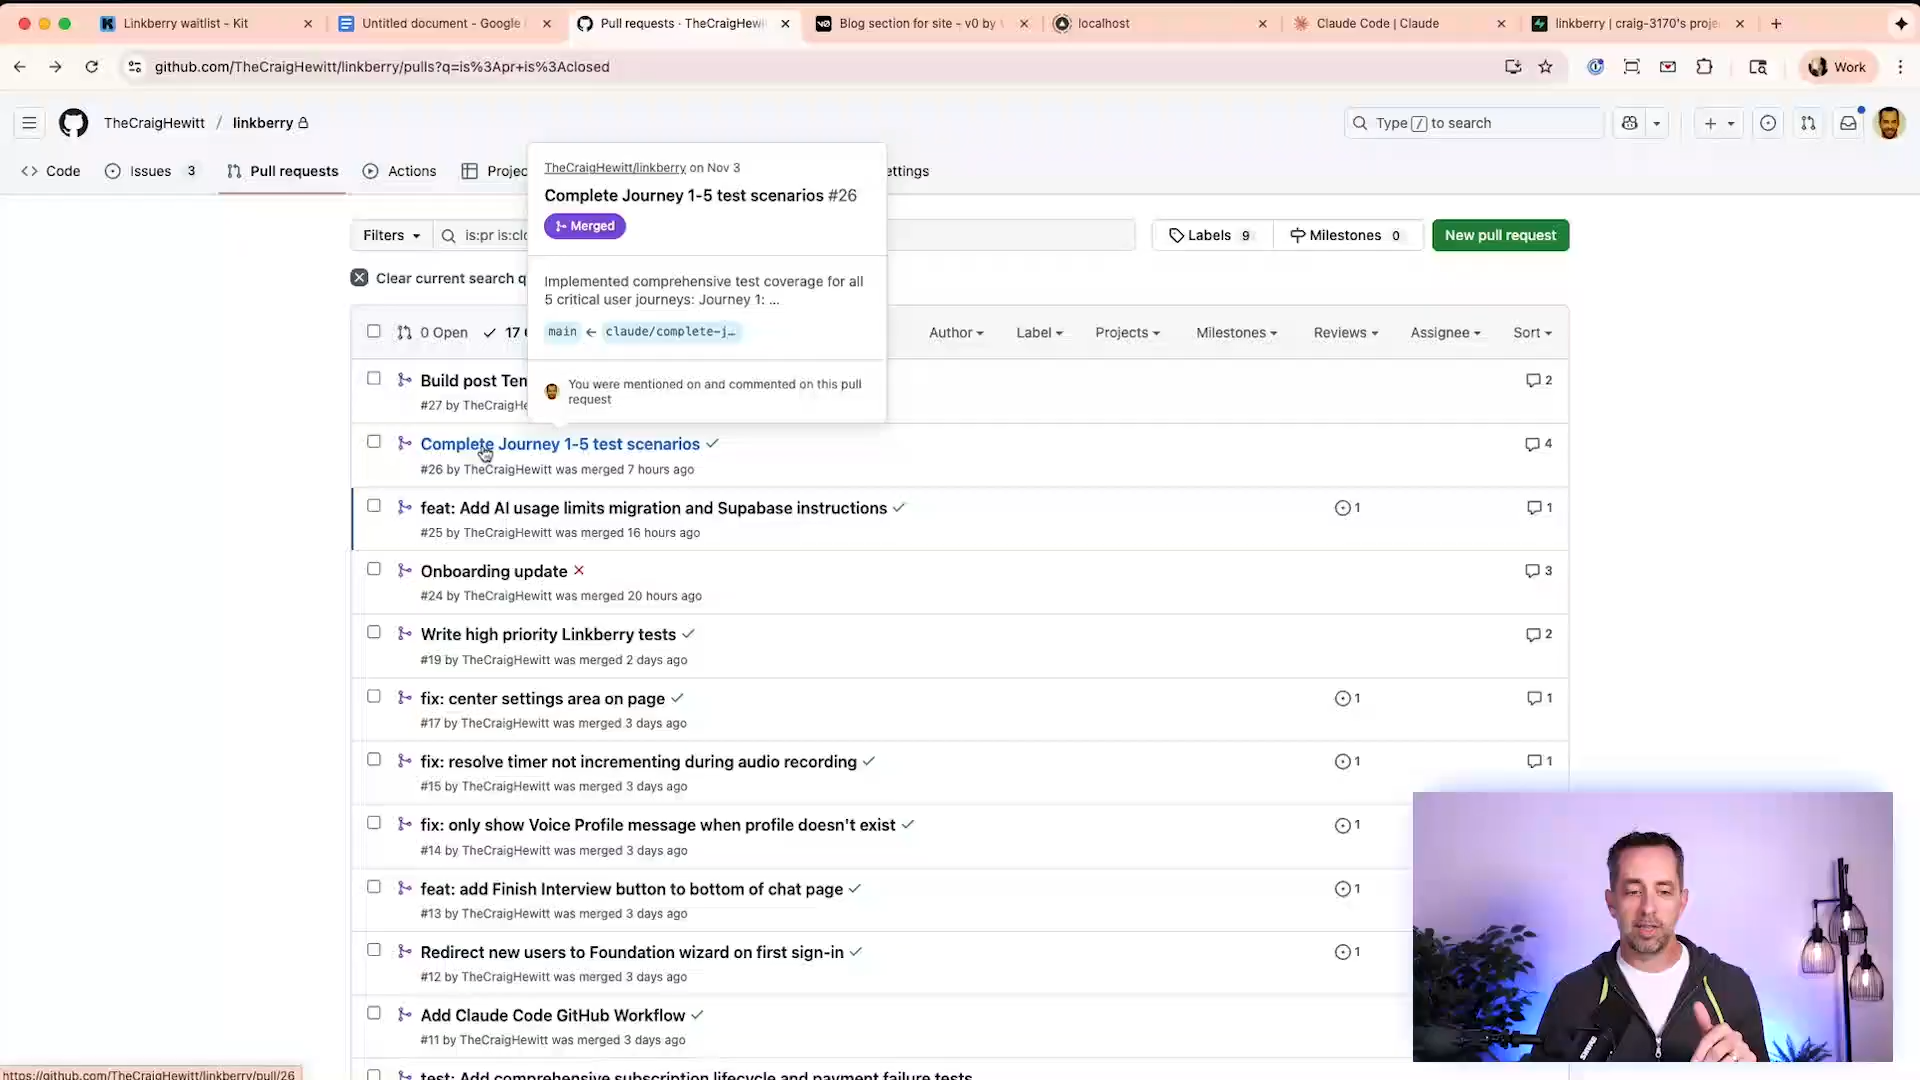 Linkberry waitlist - Kit
Untitled document - Google
Pull requests · TheCraigHewi
Blog section for site - v0 by
localhost
Claude Code | Claude
linkberry | craig-3170's proje
github.com/TheCraigHewitt/linkberry/pulls?q=is%3Apr+is%3Aclosed
Work
TheCraigHewitt / linkberry
Type / to search
Code
Issues 3
Pull requests
Actions
Projec
ettings
TheCraigHewitt/linkberry on Nov 3
Complete Journey 1-5 test scenarios #26
Merged
Implemented comprehensive test coverage for all
5 critical user journeys: Journey 1: ...
main ← claude/complete-j…
You were mentioned on and commented on this pull
request
Filters
is:pr is:clo
Labels 9
Milestones 0
New pull request
Clear current search q
0 Open
17
Author
Label
Projects
Milestones
Reviews
Assignee
Sort
Build post Tem
2
#27 by TheCraigHe
Complete Journey 1-5 test scenarios
4
#26 by TheCraigHewitt was merged 7 hours ago
feat: Add AI usage limits migration and Supabase instructions
1
1
#25 by TheCraigHewitt was merged 16 hours ago
Onboarding update
3
#24 by TheCraigHewitt was merged 20 hours ago
Write high priority Linkberry tests
2
#19 by TheCraigHewitt was merged 2 days ago
fix: center settings area on page
1
1
#17 by TheCraigHewitt was merged 3 days ago
fix: resolve timer not incrementing during audio recording
1
1
#15 by TheCraigHewitt was merged 3 days ago
fix: only show Voice Profile message when profile doesn't exist
1
#14 by TheCraigHewitt was merged 3 days ago
feat: add Finish Interview button to bottom of chat page
1
#13 by TheCraigHewitt was merged 3 days ago
Redirect new users to Foundation wizard on first sign-in
1
#12 by TheCraigHewitt was merged 3 days ago
Add Claude Code GitHub Workflow
#11 by TheCraigHewitt was merged 3 days ago
test: Add comprehensive subscription lifecycle and payment failure tests
https://github.com/TheCraigHewitt/linkberry/pull/26